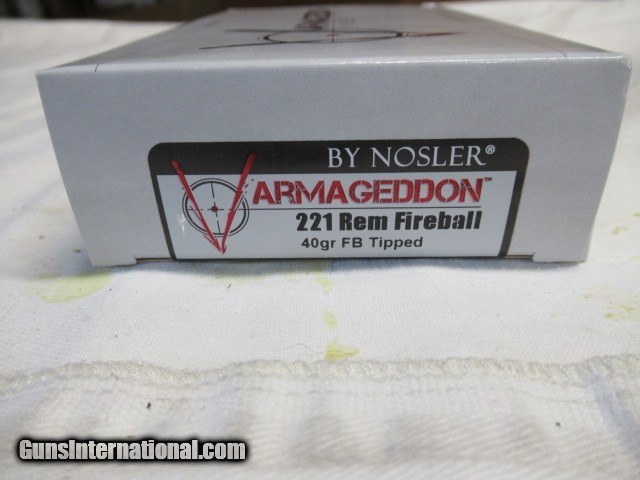 BY NOSLER®
VARMAGEDDON™
221 Rem Fireball
40gr FB Tipped
GunsInternational.com